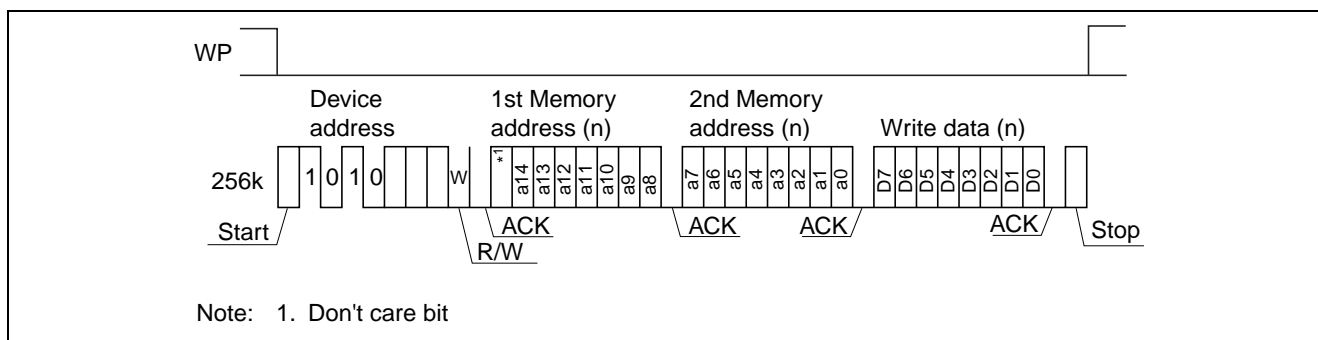 WP
Device address
1st Memory address (n)
2nd Memory address (n)
Write data (n)
256k
1 0 1 0
W
*1 a14 a13 a12 a11 a10 a9 a8
a7 a6 a5 a4 a3 a2 a1 a0
D7 D6 D5 D4 D3 D2 D1 D0
Start
R/W
ACK
ACK
ACK
ACK
Stop
Note: 1. Don't care bit